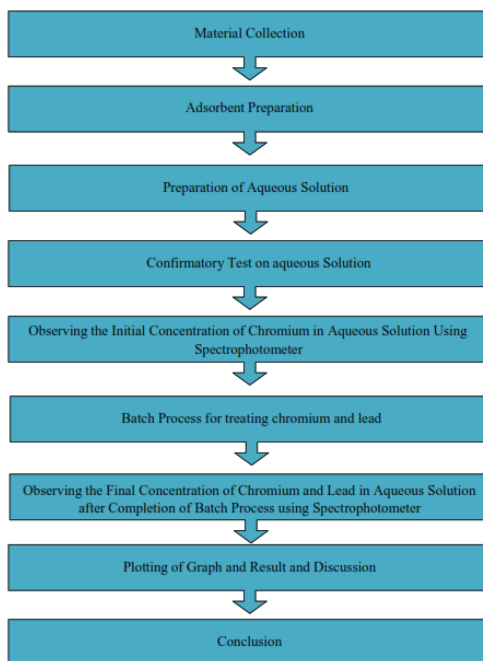 Material Collection
Adsorbent Preparation
Preparation of Aqueous Solution
Confirmatory Test on aqueous Solution
Observing the Initial Concentration of Chromium in Aqueous Solution Using
Spectrophotometer
Batch Process for treating chromium and lead
Observing the Final Concentration of Chromium and Lead in Aqueous Solution
after Completion of Batch Process using Spectrophotometer
Plotting of Graph and Result and Discussion
Conclusion